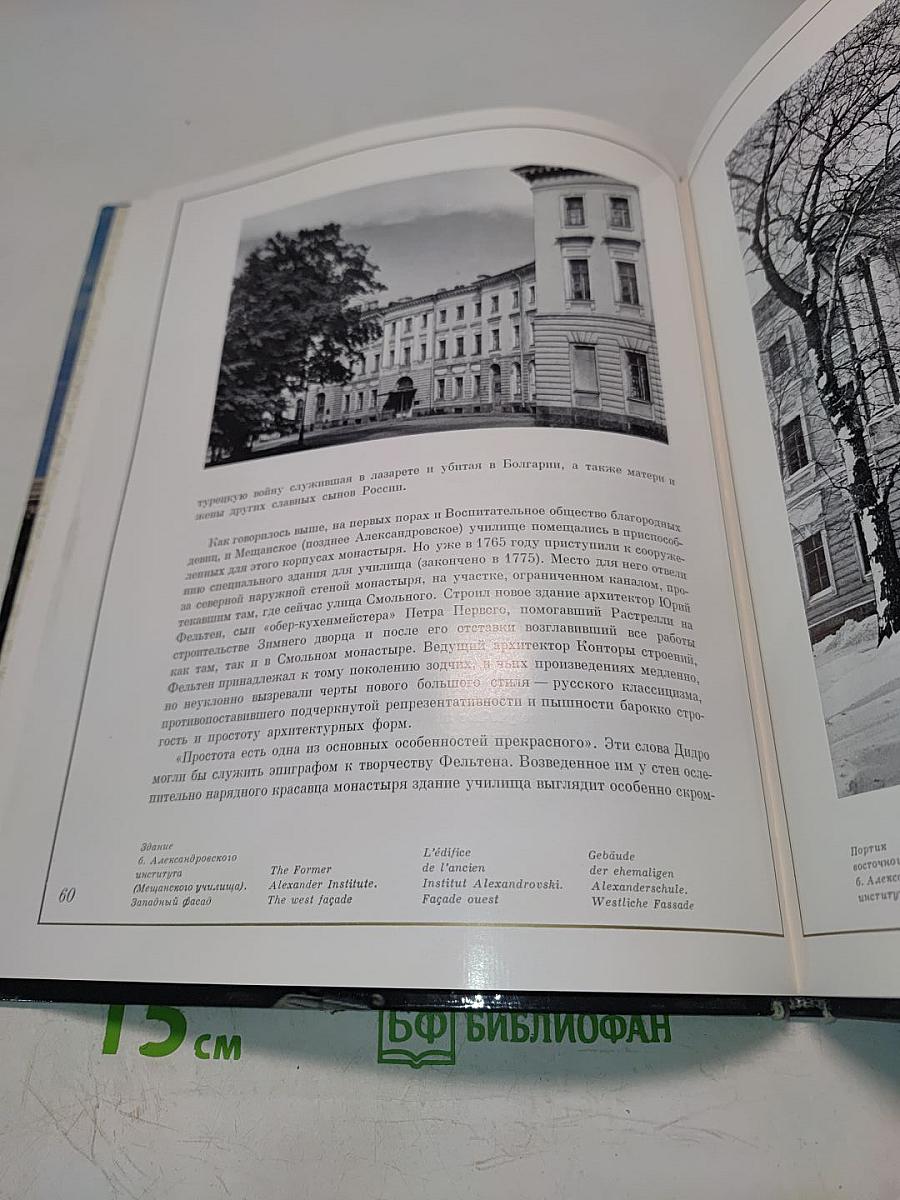 турецкую войну служившая в лазарете и убитая в Болгарии, а также матери и
жены других славных сынов России.
Как говорилось выше, на первых порах и Воспитательное общество благородных
девиц, и Мещанское (позднее Александровское) училище помещались в приспособ-
ленных для этого корпусах монастыря. Но уже в 1765 году приступили к сооруже-
нию специального здания для училища (закончено в 1775). Место для него отвели
за северной наружной стеной монастыря, на участке, ограниченном каналом, про-
текавшим там, где сейчас улица Смольного. Строил новое здание архитектор Юрий
Фельтен, сын «обер-кухенмейстера» Петра Первого, помогавший Растрелли на
строительстве Зимнего дворца и после его отставки возглавивший все работы
как там, так и в Смольном монастыре. Ведущий архитектор Конторы строений,
Фельтен принадлежал к тому поколению зодчих, в чьих произведениях медленно,
но неуклонно вызревали черты нового большого стиля — русского классицизма,
противопоставившего подчеркнутой репрезентативности и пышности барокко стро-
гость и простоту архитектурных форм.
«Простота есть одна из основных особенностей прекрасного». Эти слова Дидро
могли бы служить эпиграфом к творчеству Фельтена. Возведенное им у стен осле-
пительно нарядного красавца монастыря здание училища выглядит особенно скром-
Здание
б. Александровского
института
(Мещанского училища).
Западный фасад
The Former
Alexander Institute.
The west façade
L'édifice
de l'ancien
Institut Alexandrovski.
Façade ouest
Gebäude
der ehemaligen
Alexanderschule.
Westliche Fassade
60
Портик
б.
15 см
БФ БИБЛИОФАН